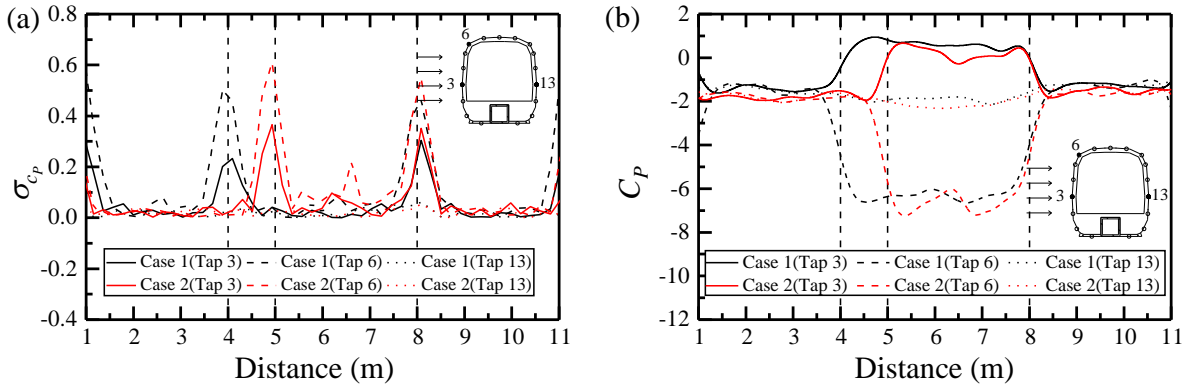 (a)
0.8
0.6
0.4
0.2
0.0
-0.2
-0.4
σ_{c_P}
6
3
13
Case 1(Tap 3) Case 1(Tap 6) Case 1(Tap 13)
Case 2(Tap 3) Case 2(Tap 6) Case 2(Tap 13)
1 2 3 4 5 6 7 8 9 10 11
Distance (m)
(b)
2
0
-2
-4
-6
-8
-10
-12
C_P
6
3
13
Case 1(Tap 3) Case 1(Tap 6) Case 1(Tap 13)
Case 2(Tap 3) Case 2(Tap 6) Case 2(Tap 13)
1 2 3 4 5 6 7 8 9 10 11
Distance (m)